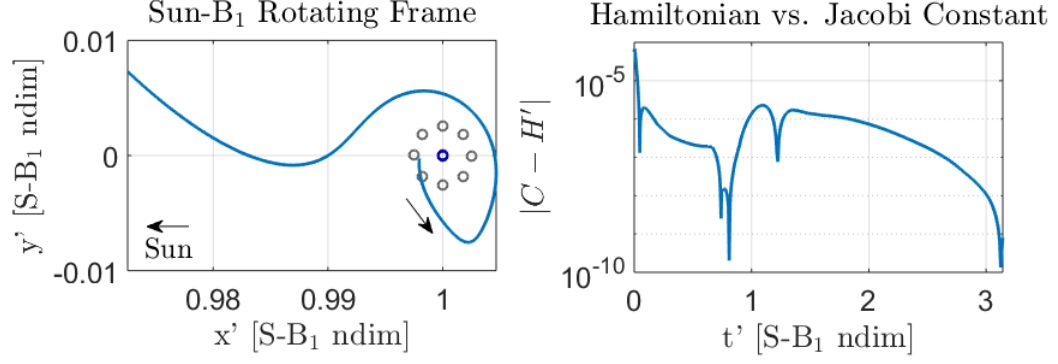 Sun-B₁ Rotating Frame
0.01
0
-0.01
y' [S-B₁ ndim]
Sun
0.98
0.99
1
x' [S-B₁ ndim]
Hamiltonian vs. Jacobi Constant
10⁻⁵
10⁻¹⁰
|C − H′|
0
1
2
3
t' [S-B₁ ndim]